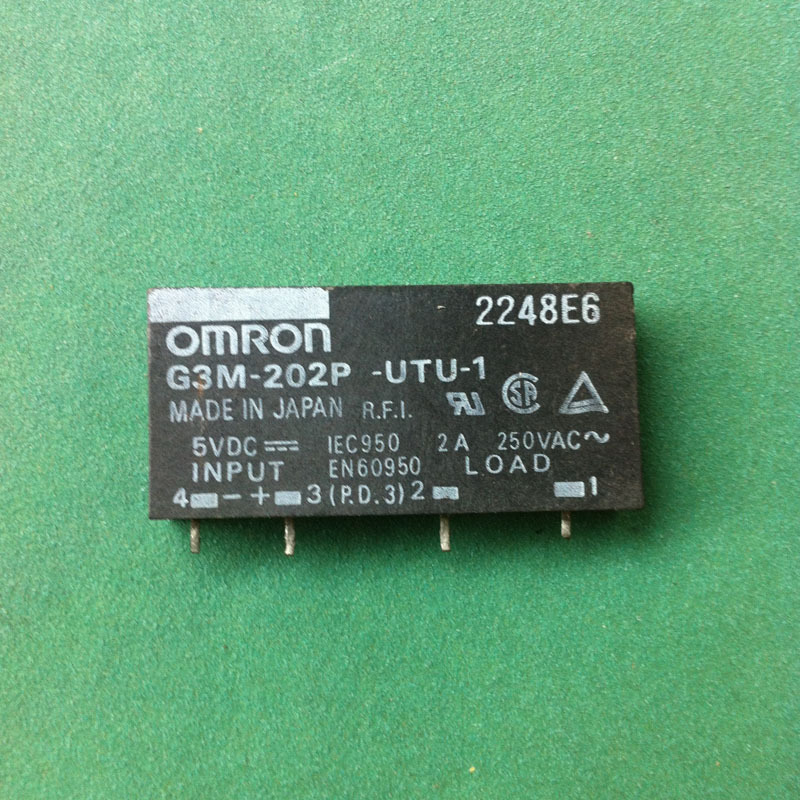 2248E6
OMRON
G3M-202P -UTU-1
MADE IN JAPAN R.F.I.
5VDC ⎓ IEC950 2A 250VAC~
INPUT EN60950 LOAD
4 - + 3 (P.D.3) 2 1